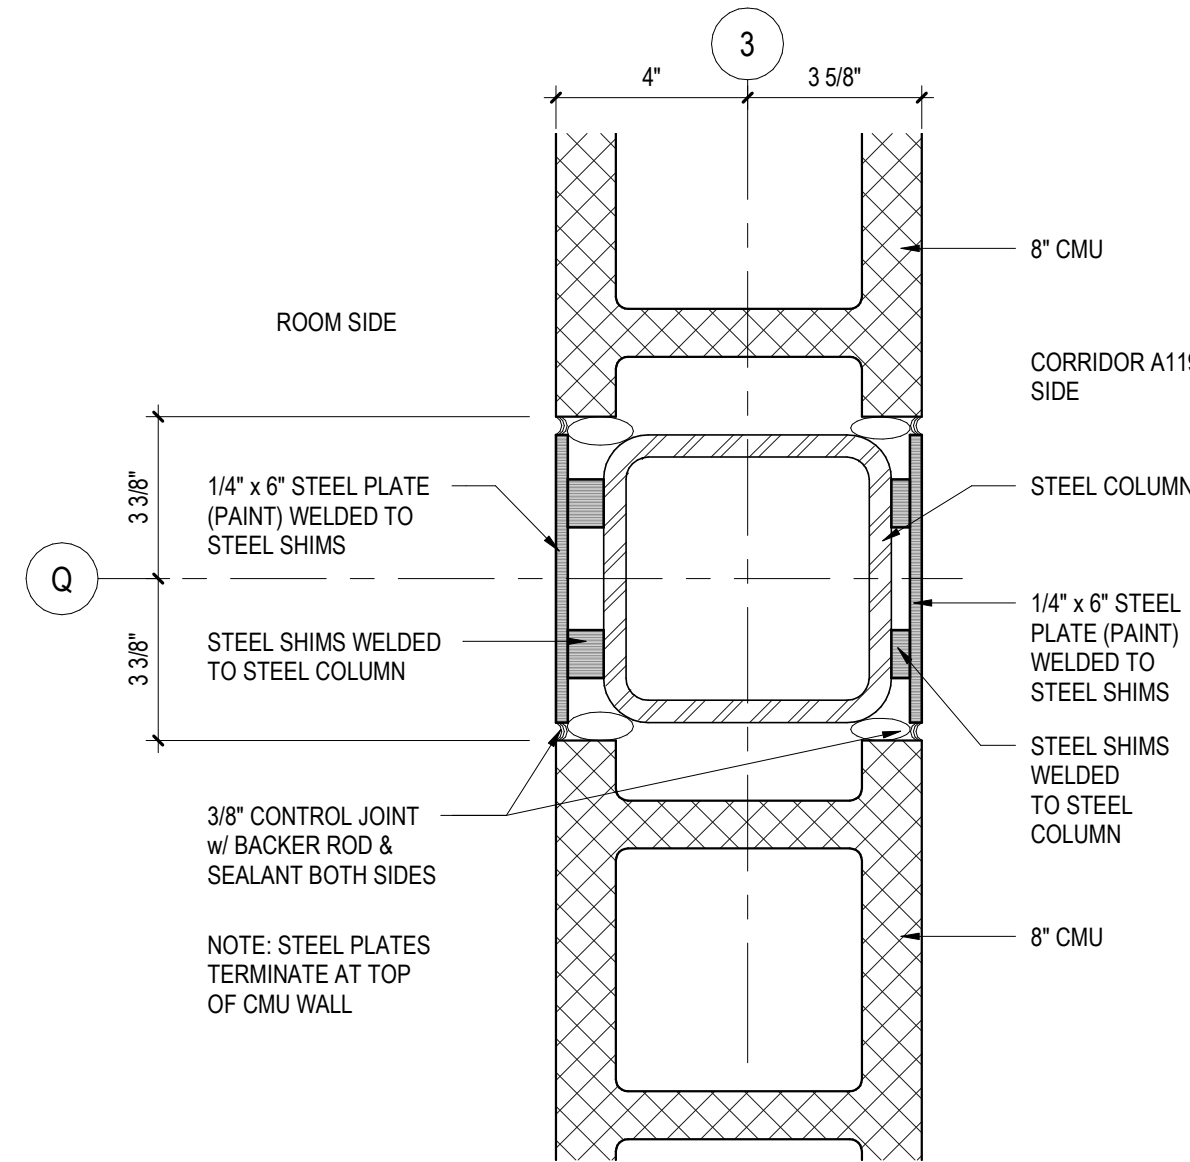 3
4"
3 5/8"
8" CMU
ROOM SIDE
CORRIDOR A119
SIDE
3 3/8"
1/4" x 6" STEEL PLATE
(PAINT) WELDED TO
STEEL SHIMS
STEEL COLUMN
Q
1/4" x 6" STEEL
PLATE (PAINT)
WELDED TO
STEEL SHIMS
3 3/8"
STEEL SHIMS WELDED
TO STEEL COLUMN
STEEL SHIMS
WELDED
TO STEEL
COLUMN
3/8" CONTROL JOINT
w/ BACKER ROD &
SEALANT BOTH SIDES
8" CMU
NOTE: STEEL PLATES
TERMINATE AT TOP
OF CMU WALL